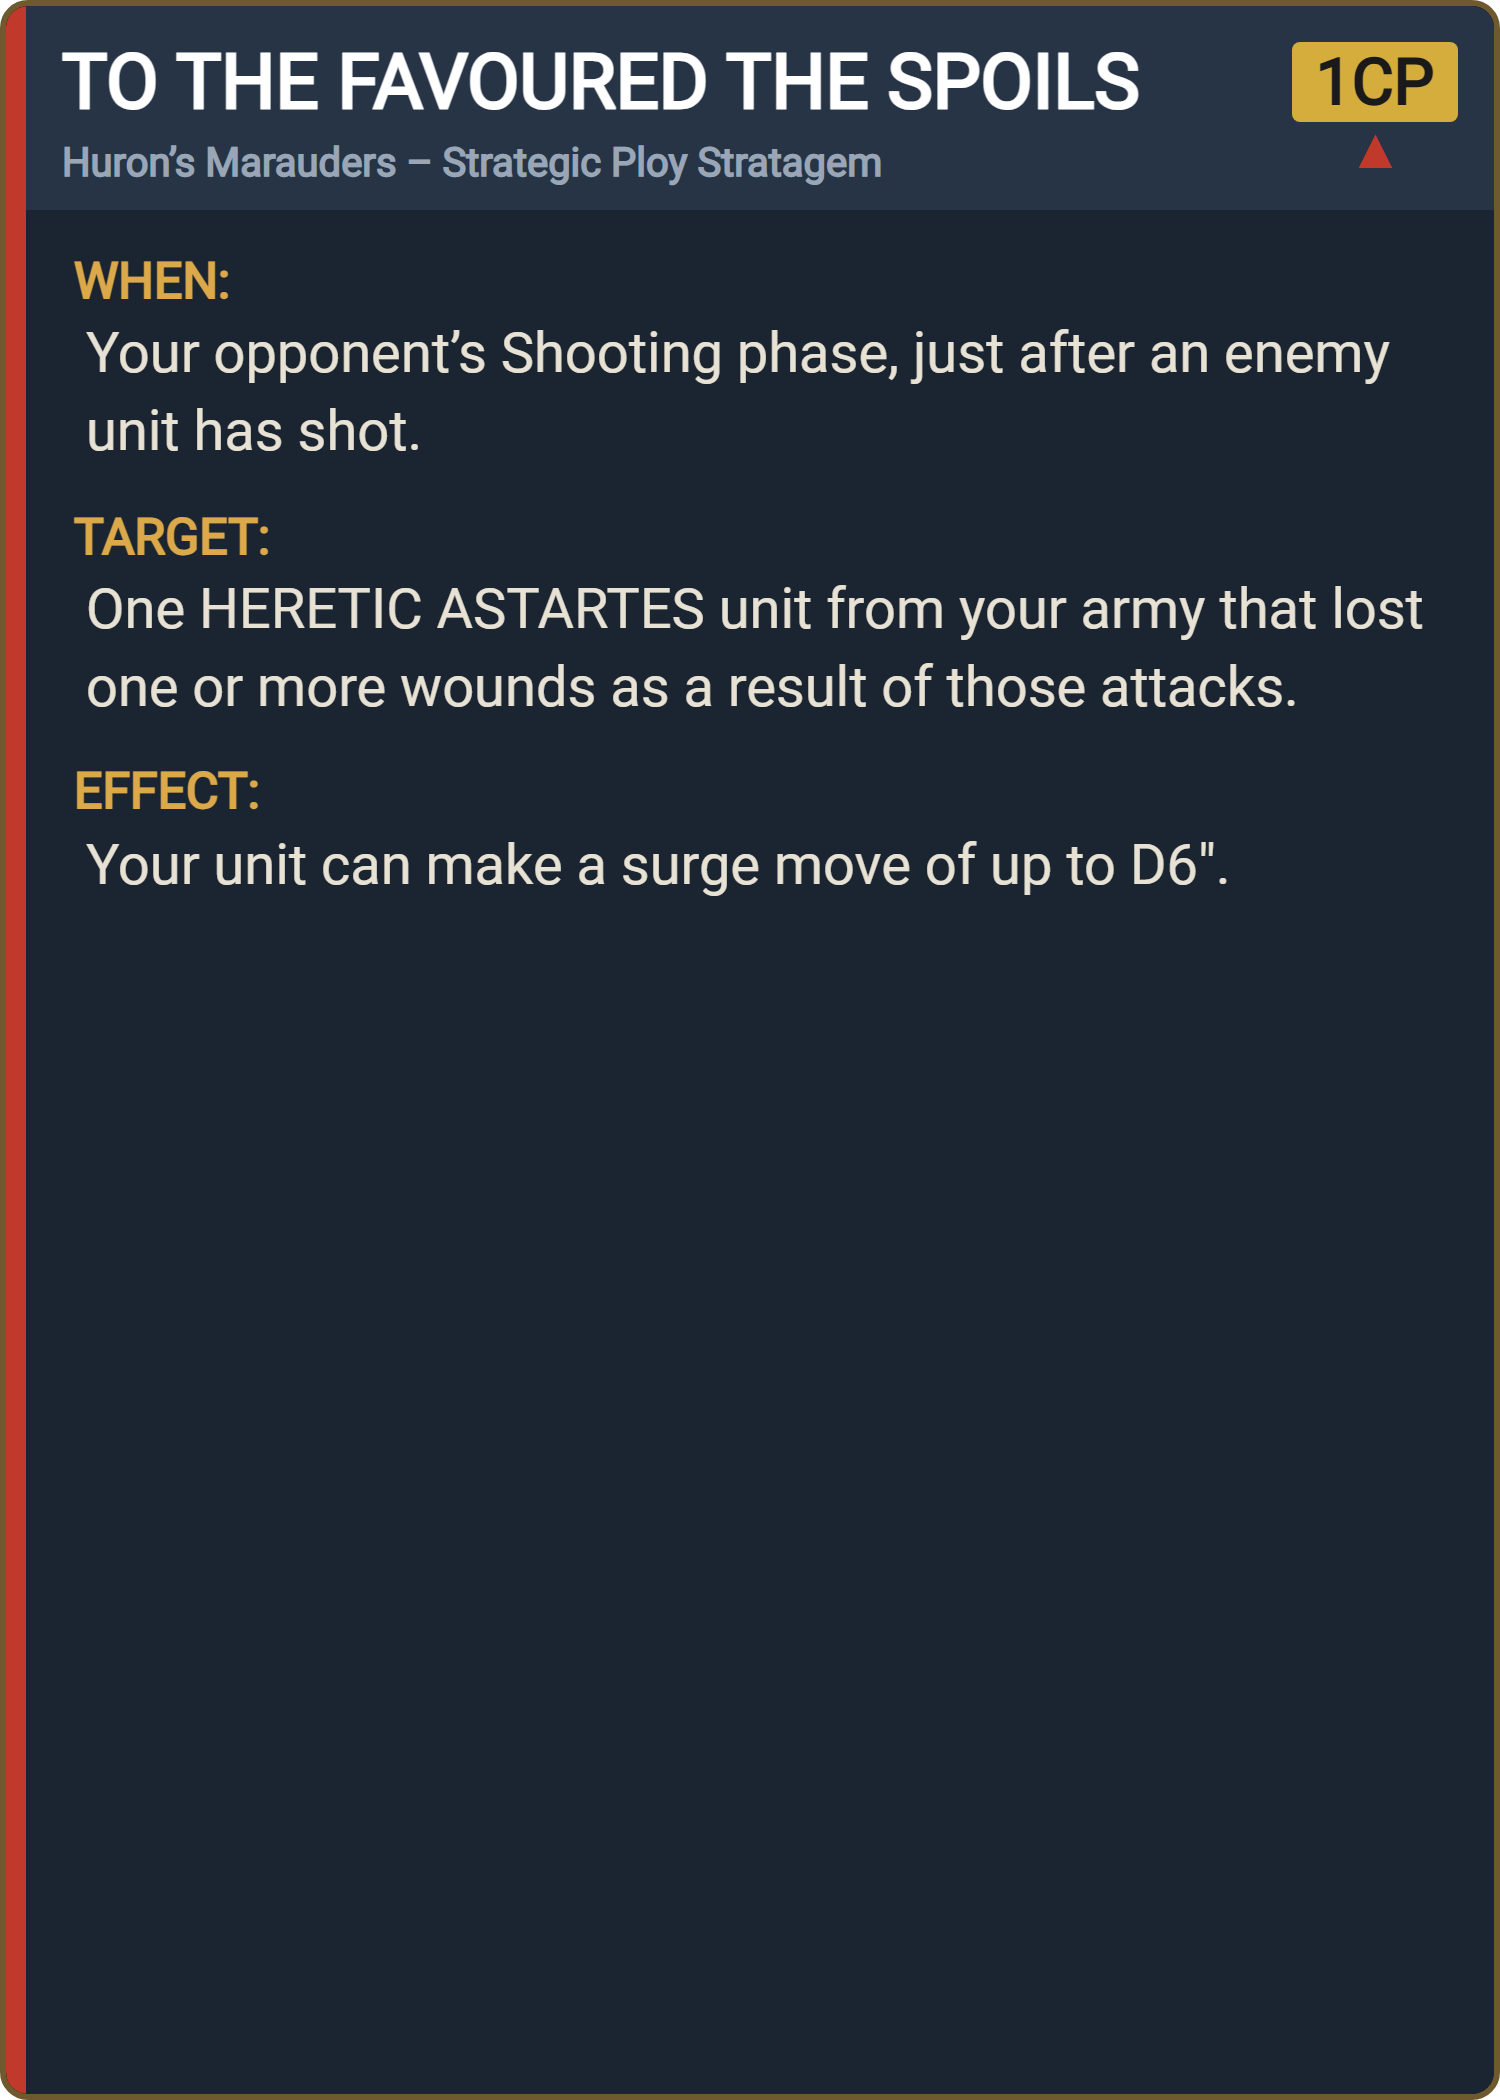 TO THE FAVOURED THE SPOILS
1CP
Huron’s Marauders – Strategic Ploy Stratagem
WHEN:
Your opponent’s Shooting phase, just after an enemy
unit has shot.
TARGET:
One HERETIC ASTARTES unit from your army that lost
one or more wounds as a result of those attacks.
EFFECT:
Your unit can make a surge move of up to D6".